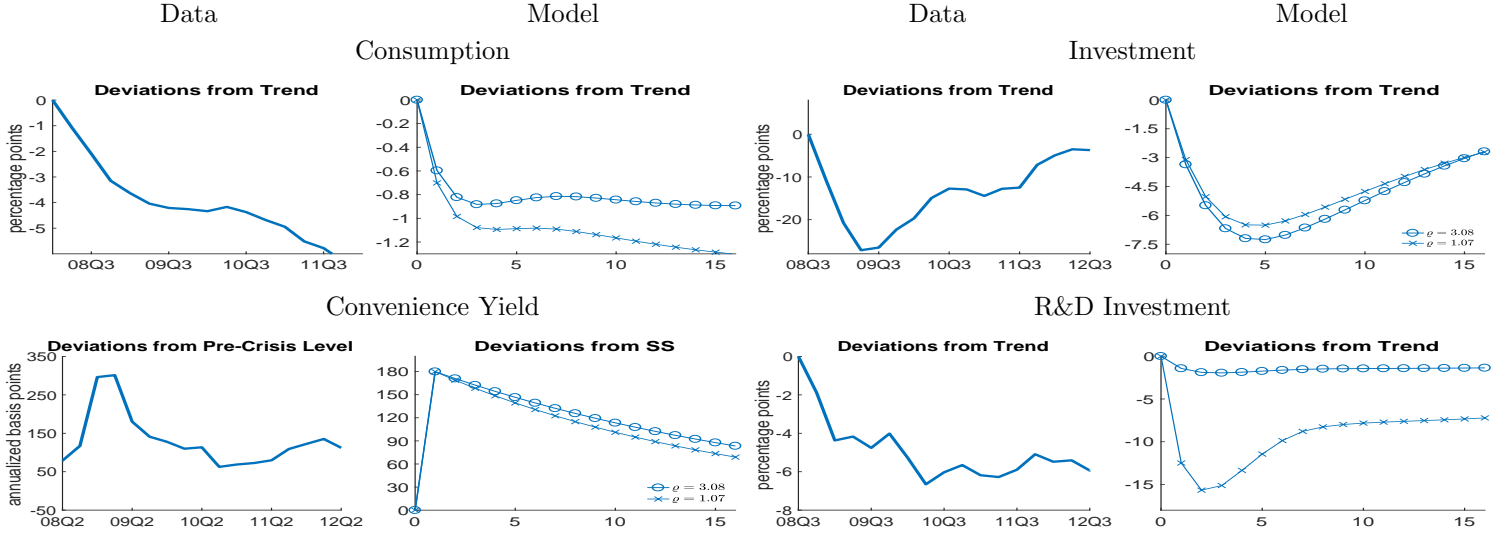 Data Model Data Model
Consumption Investment
Deviations from Trend
percentage points
0
-1
-2
-3
-4
-5
08Q3 09Q3 10Q3 11Q3
Deviations from Trend
0
-0.2
-0.4
-0.6
-0.8
-1
-1.2
0 5 10 15
Deviations from Trend
percentage points
0
-10
-20
08Q3 09Q3 10Q3 11Q3 12Q3
Deviations from Trend
0
-1.5
-3
-4.5
-6
-7.5
ϱ = 3.08
ϱ = 1.07
0 5 10 15
Convenience Yield R&D Investment
Deviations from Pre-Crisis Level
annualized basis points
350
250
150
50
-50
08Q2 09Q2 10Q2 11Q2 12Q2
Deviations from SS
180
150
120
90
60
30
0
ϱ = 3.08
ϱ = 1.07
5 10 15
Deviations from Trend
percentage points
0
-2
-4
-6
-8
08Q3 09Q3 10Q3 11Q3 12Q3
Deviations from Trend
0
-5
-10
-15
0 5 10 15